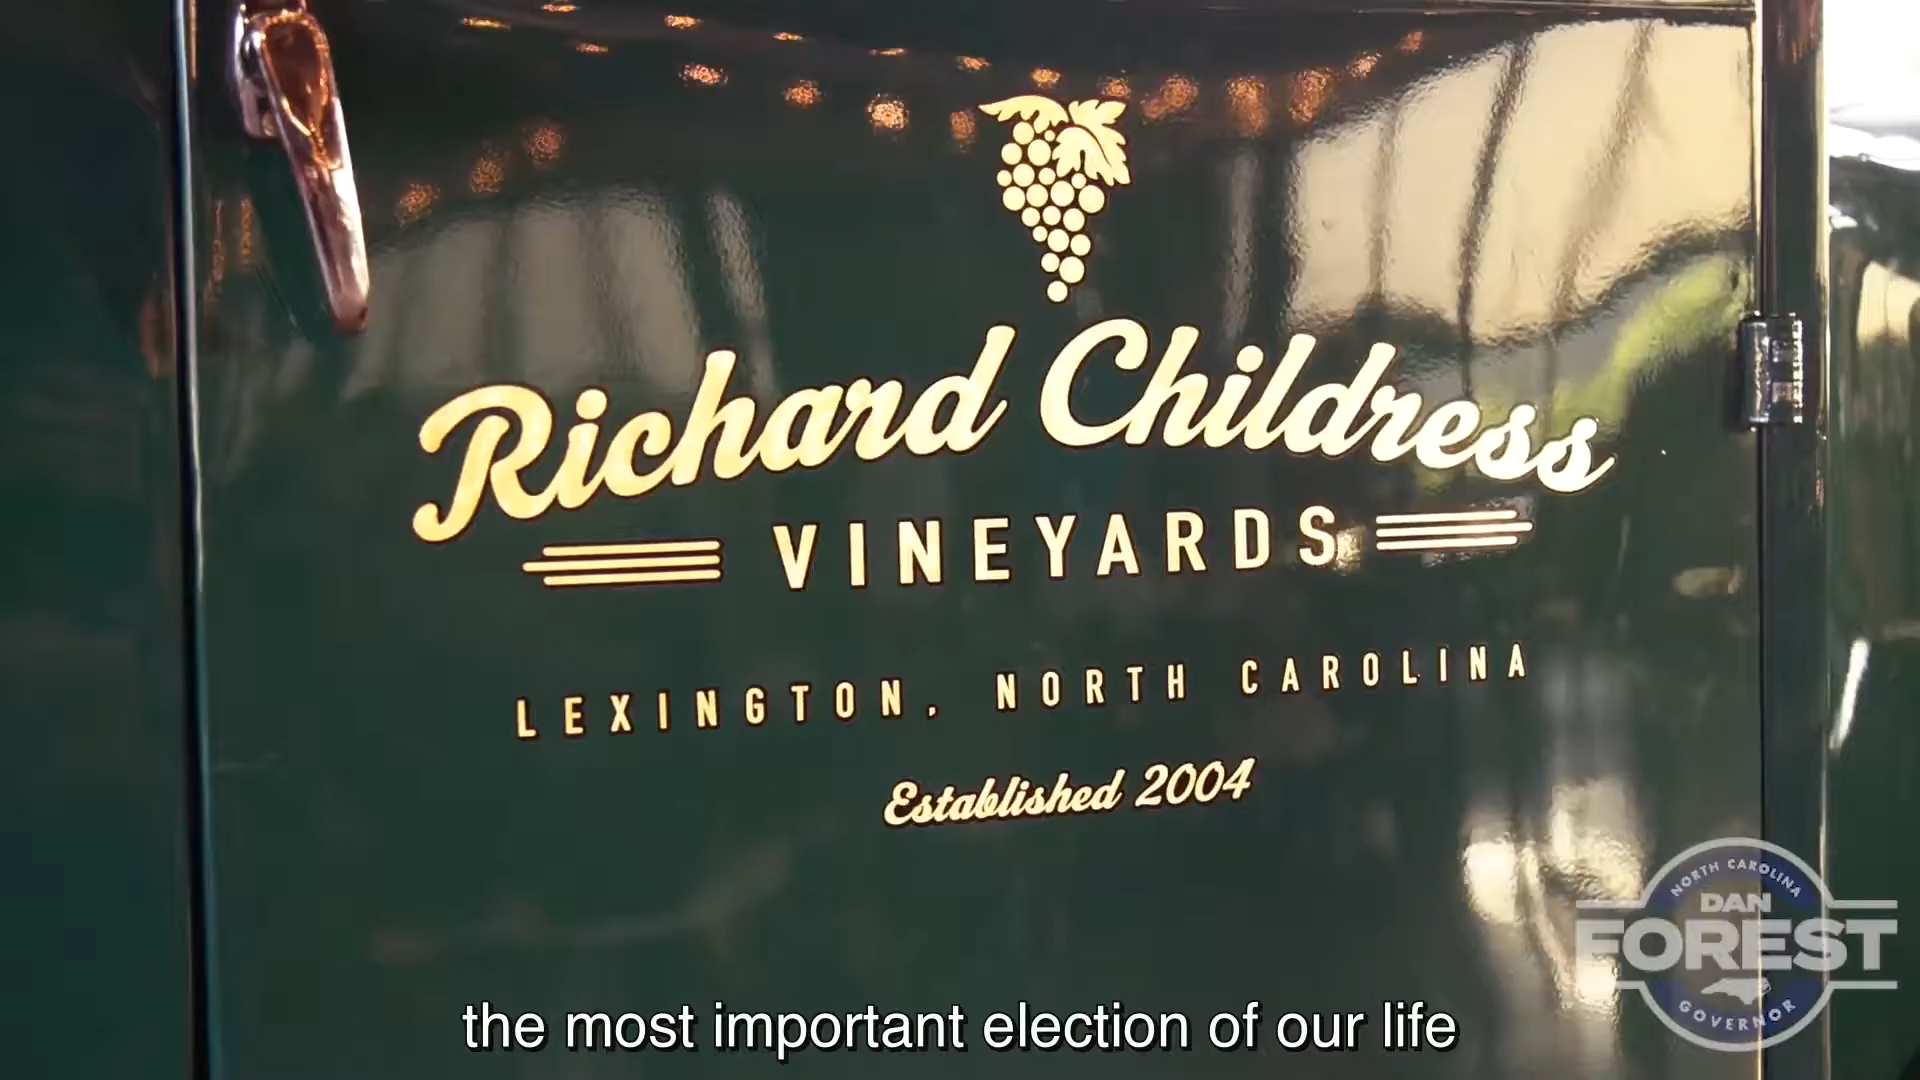 Richard Childress
VINEYARDS
LEXINGTON, NORTH CAROLINA
Established 2004
NORTH CAROLINA
DAN
FOREST
GOVERNOR
the most important election of our life